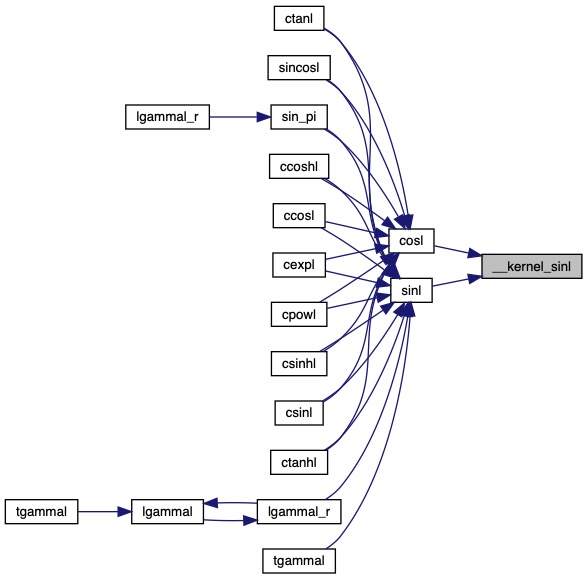 ctanl
sincosl
lgammal_r
sin_pi
ccoshl
ccosl
cosl
cexpl
__kernel_sinl
sinl
cpowl
csinhl
csinl
ctanhl
tgammal
lgammal
lgammal_r
tgammal